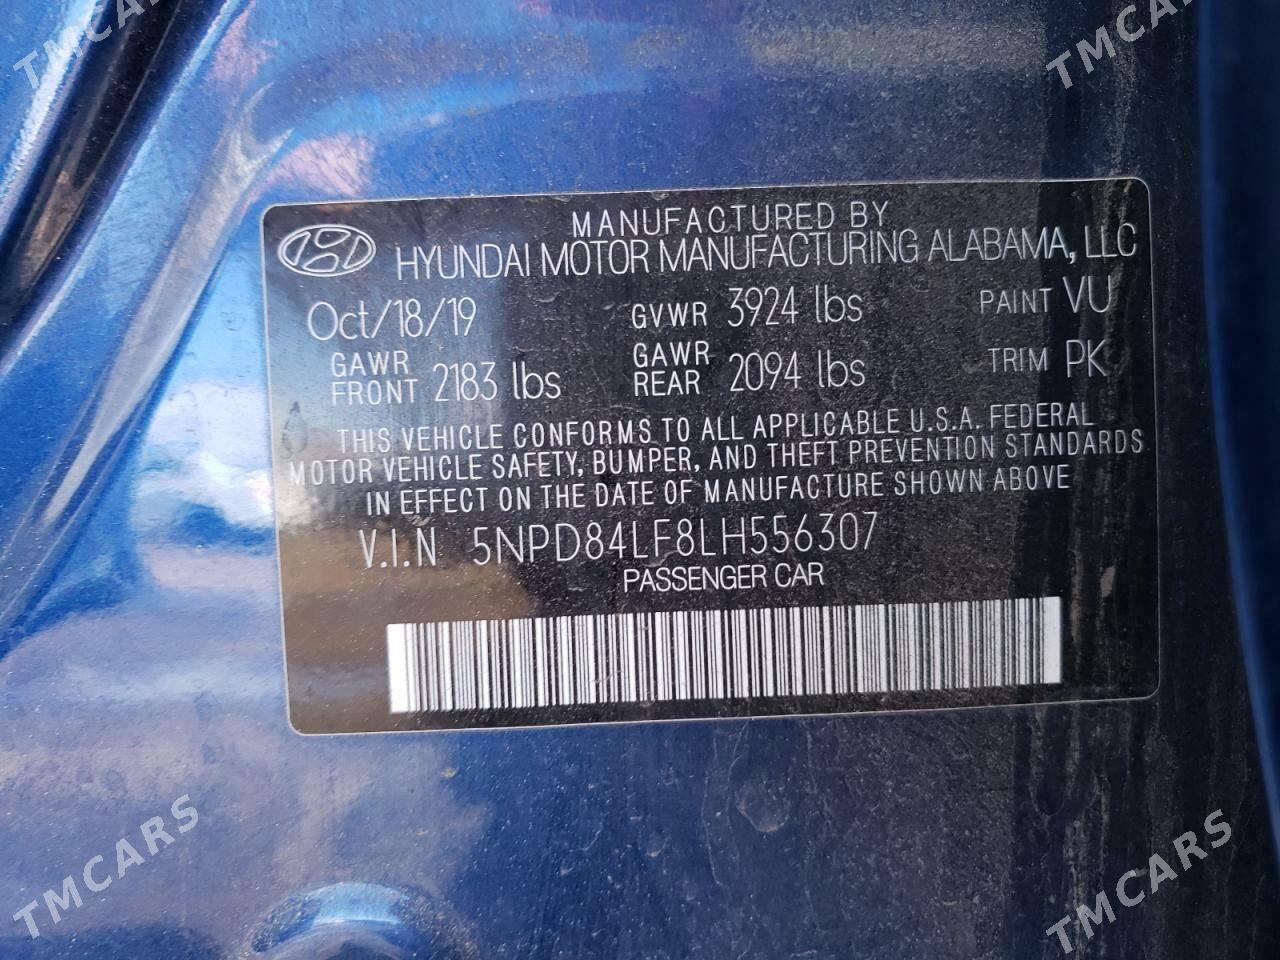 TMCARS
TMCARS
MANUFACTURED BY
HYUNDAI MOTOR MANUFACTURING ALABAMA, LLC
Oct/18/19 GVWR 3924 lbs PAINT VU
GAWR FRONT 2183 lbs GAWR REAR 2094 lbs TRIM PK
THIS VEHICLE CONFORMS TO ALL APPLICABLE U.S.A. FEDERAL
MOTOR VEHICLE SAFETY, BUMPER, AND THEFT PREVENTION STANDARDS
IN EFFECT ON THE DATE OF MANUFACTURE SHOWN ABOVE
V.I.N 5NPD84LF8LH556307
PASSENGER CAR
TMCARS
TMCARS